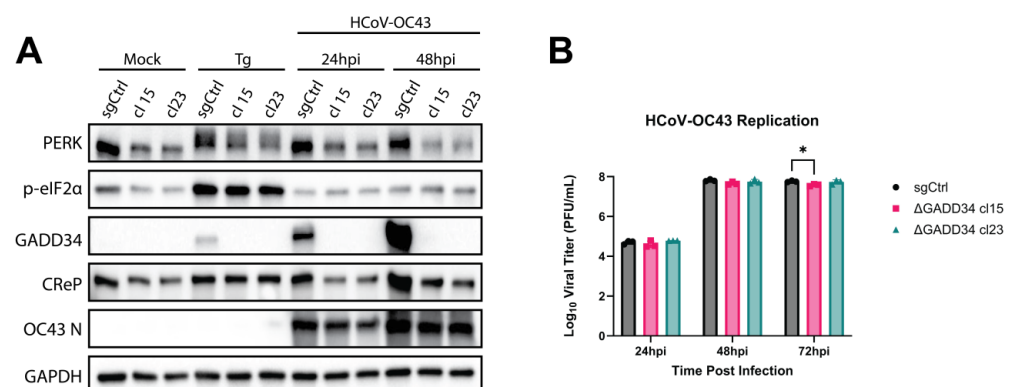 A
HCoV-OC43
Mock Tg 24hpi 48hpi
sgCtrl cl 15 cl23 sgCtrl cl 15 cl23 sgCtrl cl 15 cl23 sgCtrl cl 15 cl23
PERK
p-eIF2α
GADD34
CReP
OC43 N
GAPDH
B
HCoV-OC43 Replication
*
Log10 Viral Titer (PFU/mL)
8
6
4
2
0
24hpi 48hpi 72hpi
Time Post Infection
sgCtrl
ΔGADD34 cl15
ΔGADD34 cl23